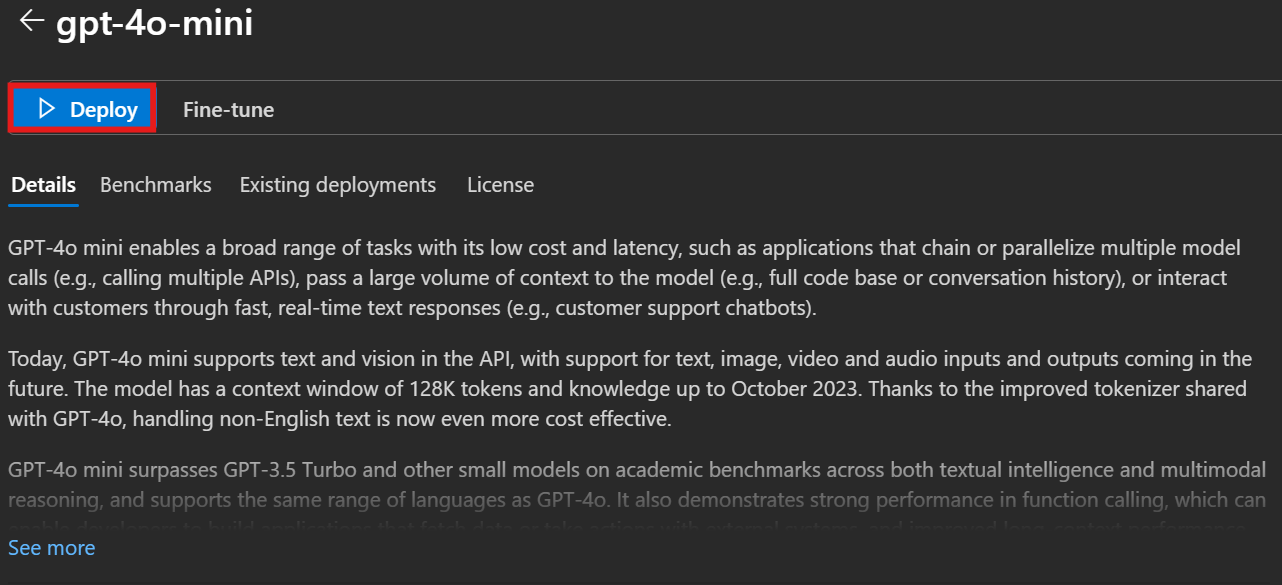 gpt-4o-mini
Deploy
Fine-tune
Details
Benchmarks
Existing deployments
License
GPT-4o mini enables a broad range of tasks with its low cost and latency, such as applications that chain or parallelize multiple model
calls (e.g., calling multiple APIs), pass a large volume of context to the model (e.g., full code base or conversation history), or interact
with customers through fast, real-time text responses (e.g., customer support chatbots).
Today, GPT-4o mini supports text and vision in the API, with support for text, image, video and audio inputs and outputs coming in the
future. The model has a context window of 128K tokens and knowledge up to October 2023. Thanks to the improved tokenizer shared
with GPT-4o, handling non-English text is now even more cost effective.
GPT-4o mini surpasses GPT-3.5 Turbo and other small models on academic benchmarks across both textual intelligence and multimodal
reasoning, and supports the same range of languages as GPT-4o. It also demonstrates strong performance in function calling, which can
See more